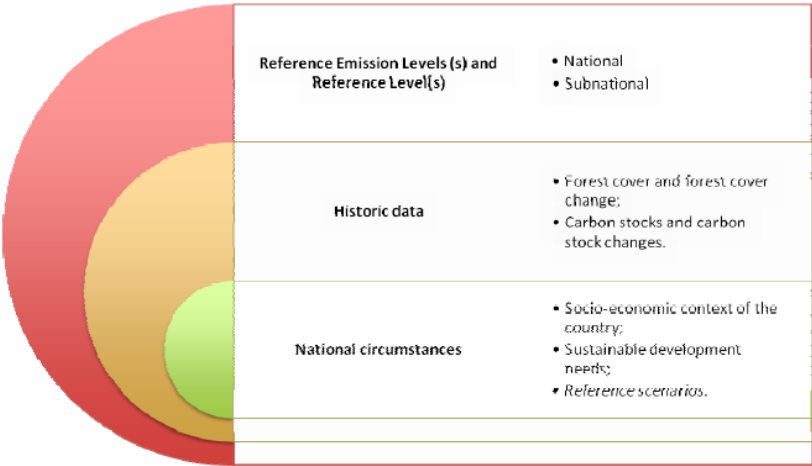 Reference Emission Levels (s) and
Reference Level(s)
• National
• Subnational
Historic data
• Forest cover and forest cover
change;
• Carbon stocks and carbon
stock changes.
National circumstances
• Socio-economic context of the
country;
• Sustainable development
needs;
• Reference scenarios.